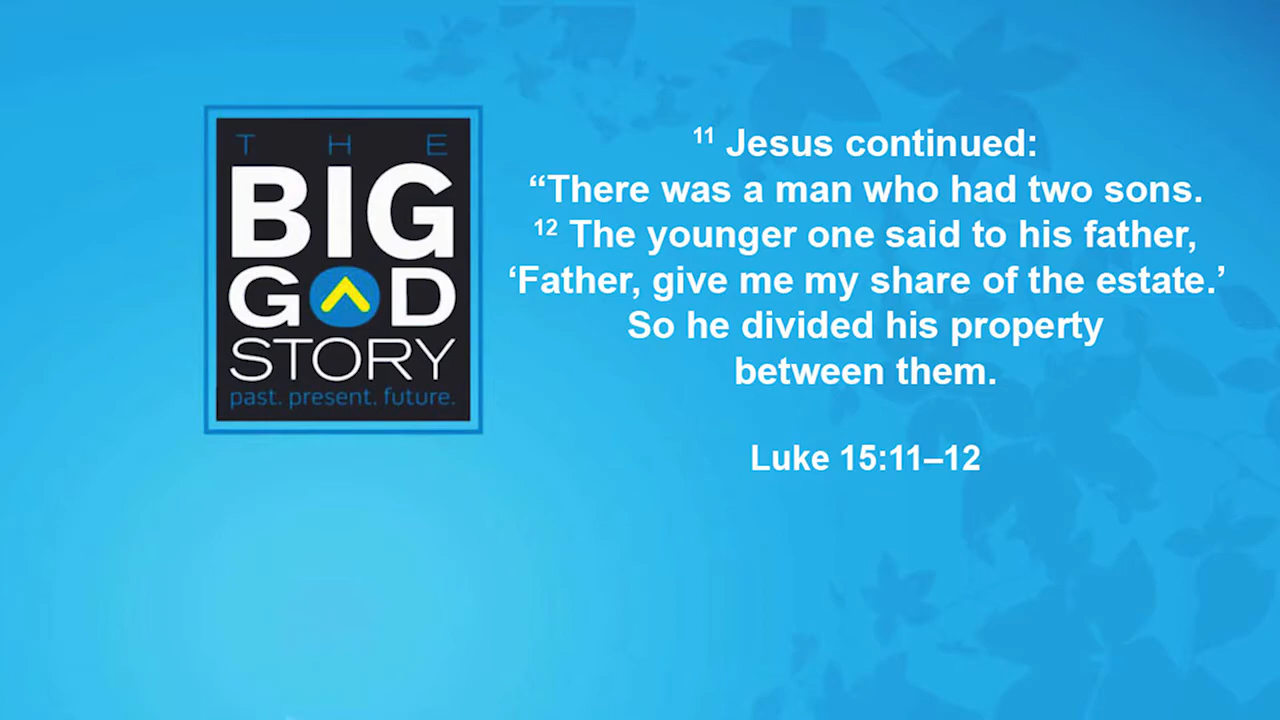 THE
BIG
GOD
STORY
past. present. future.
11 Jesus continued:
“There was a man who had two sons.
12 The younger one said to his father,
‘Father, give me my share of the estate.’
So he divided his property
between them.
Luke 15:11–12